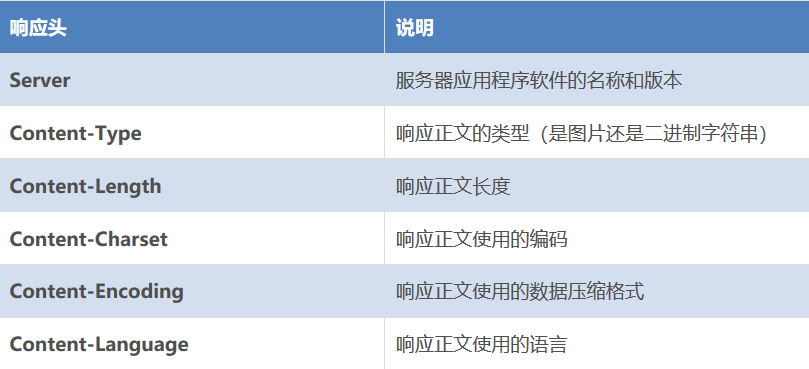 响应头 说明
Server 服务器应用程序软件的名称和版本
Content-Type 响应正文的类型（是图片还是二进制字符串）
Content-Length 响应正文长度
Content-Charset 响应正文使用的编码
Content-Encoding 响应正文使用的数据压缩格式
Content-Language 响应正文使用的语言